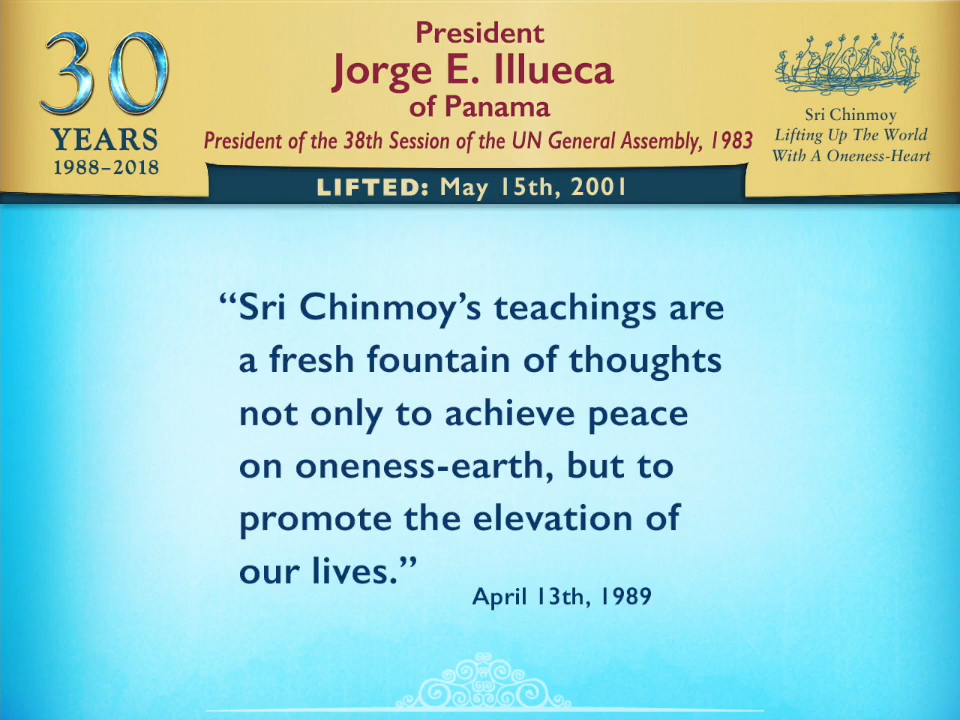 30
YEARS
1988–2018
President
Jorge E. Illueca
of Panama
President of the 38th Session of the UN General Assembly, 1983
LIFTED: May 15th, 2001
Sri Chinmoy
Lifting Up The World
With A Oneness-Heart
“Sri Chinmoy’s teachings are
a fresh fountain of thoughts
not only to achieve peace
on oneness-earth, but to
promote the elevation of
our lives.”
April 13th, 1989